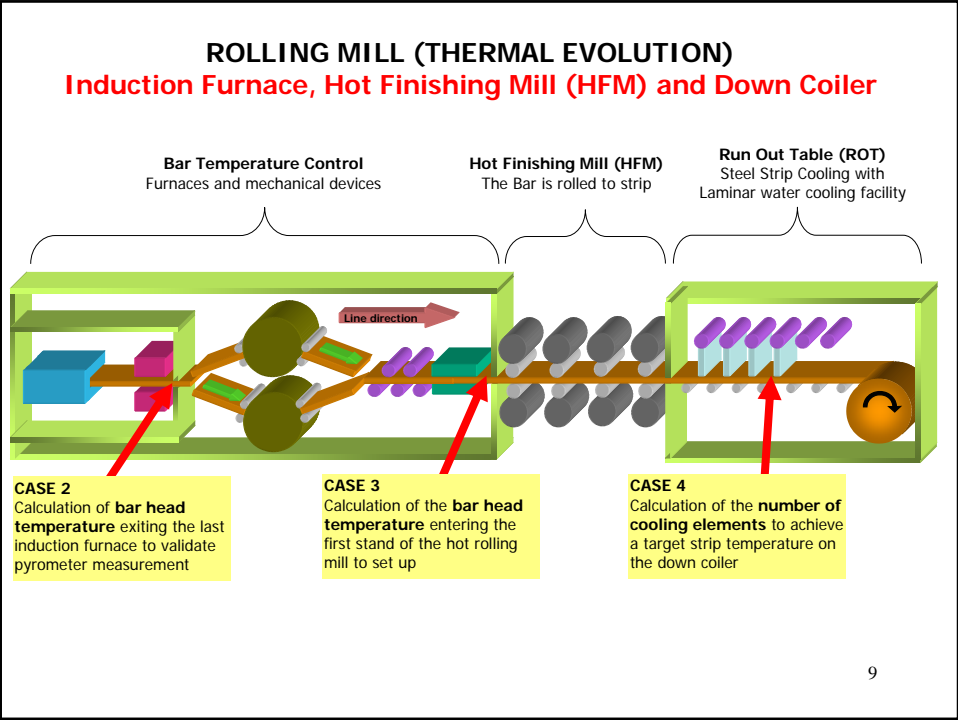 ROLLING MILL (THERMAL EVOLUTION)
Induction Furnace, Hot Finishing Mill (HFM) and Down Coiler
Bar Temperature Control
Furnaces and mechanical devices
Hot Finishing Mill (HFM)
The Bar is rolled to strip
Run Out Table (ROT)
Steel Strip Cooling with
Laminar water cooling facility
Line direction
CASE 2
Calculation of bar head
temperature exiting the last
induction furnace to validate
pyrometer measurement
CASE 3
Calculation of the bar head
temperature entering the
first stand of the hot rolling
mill to set up
CASE 4
Calculation of the number of
cooling elements to achieve
a target strip temperature on
the down coiler
9